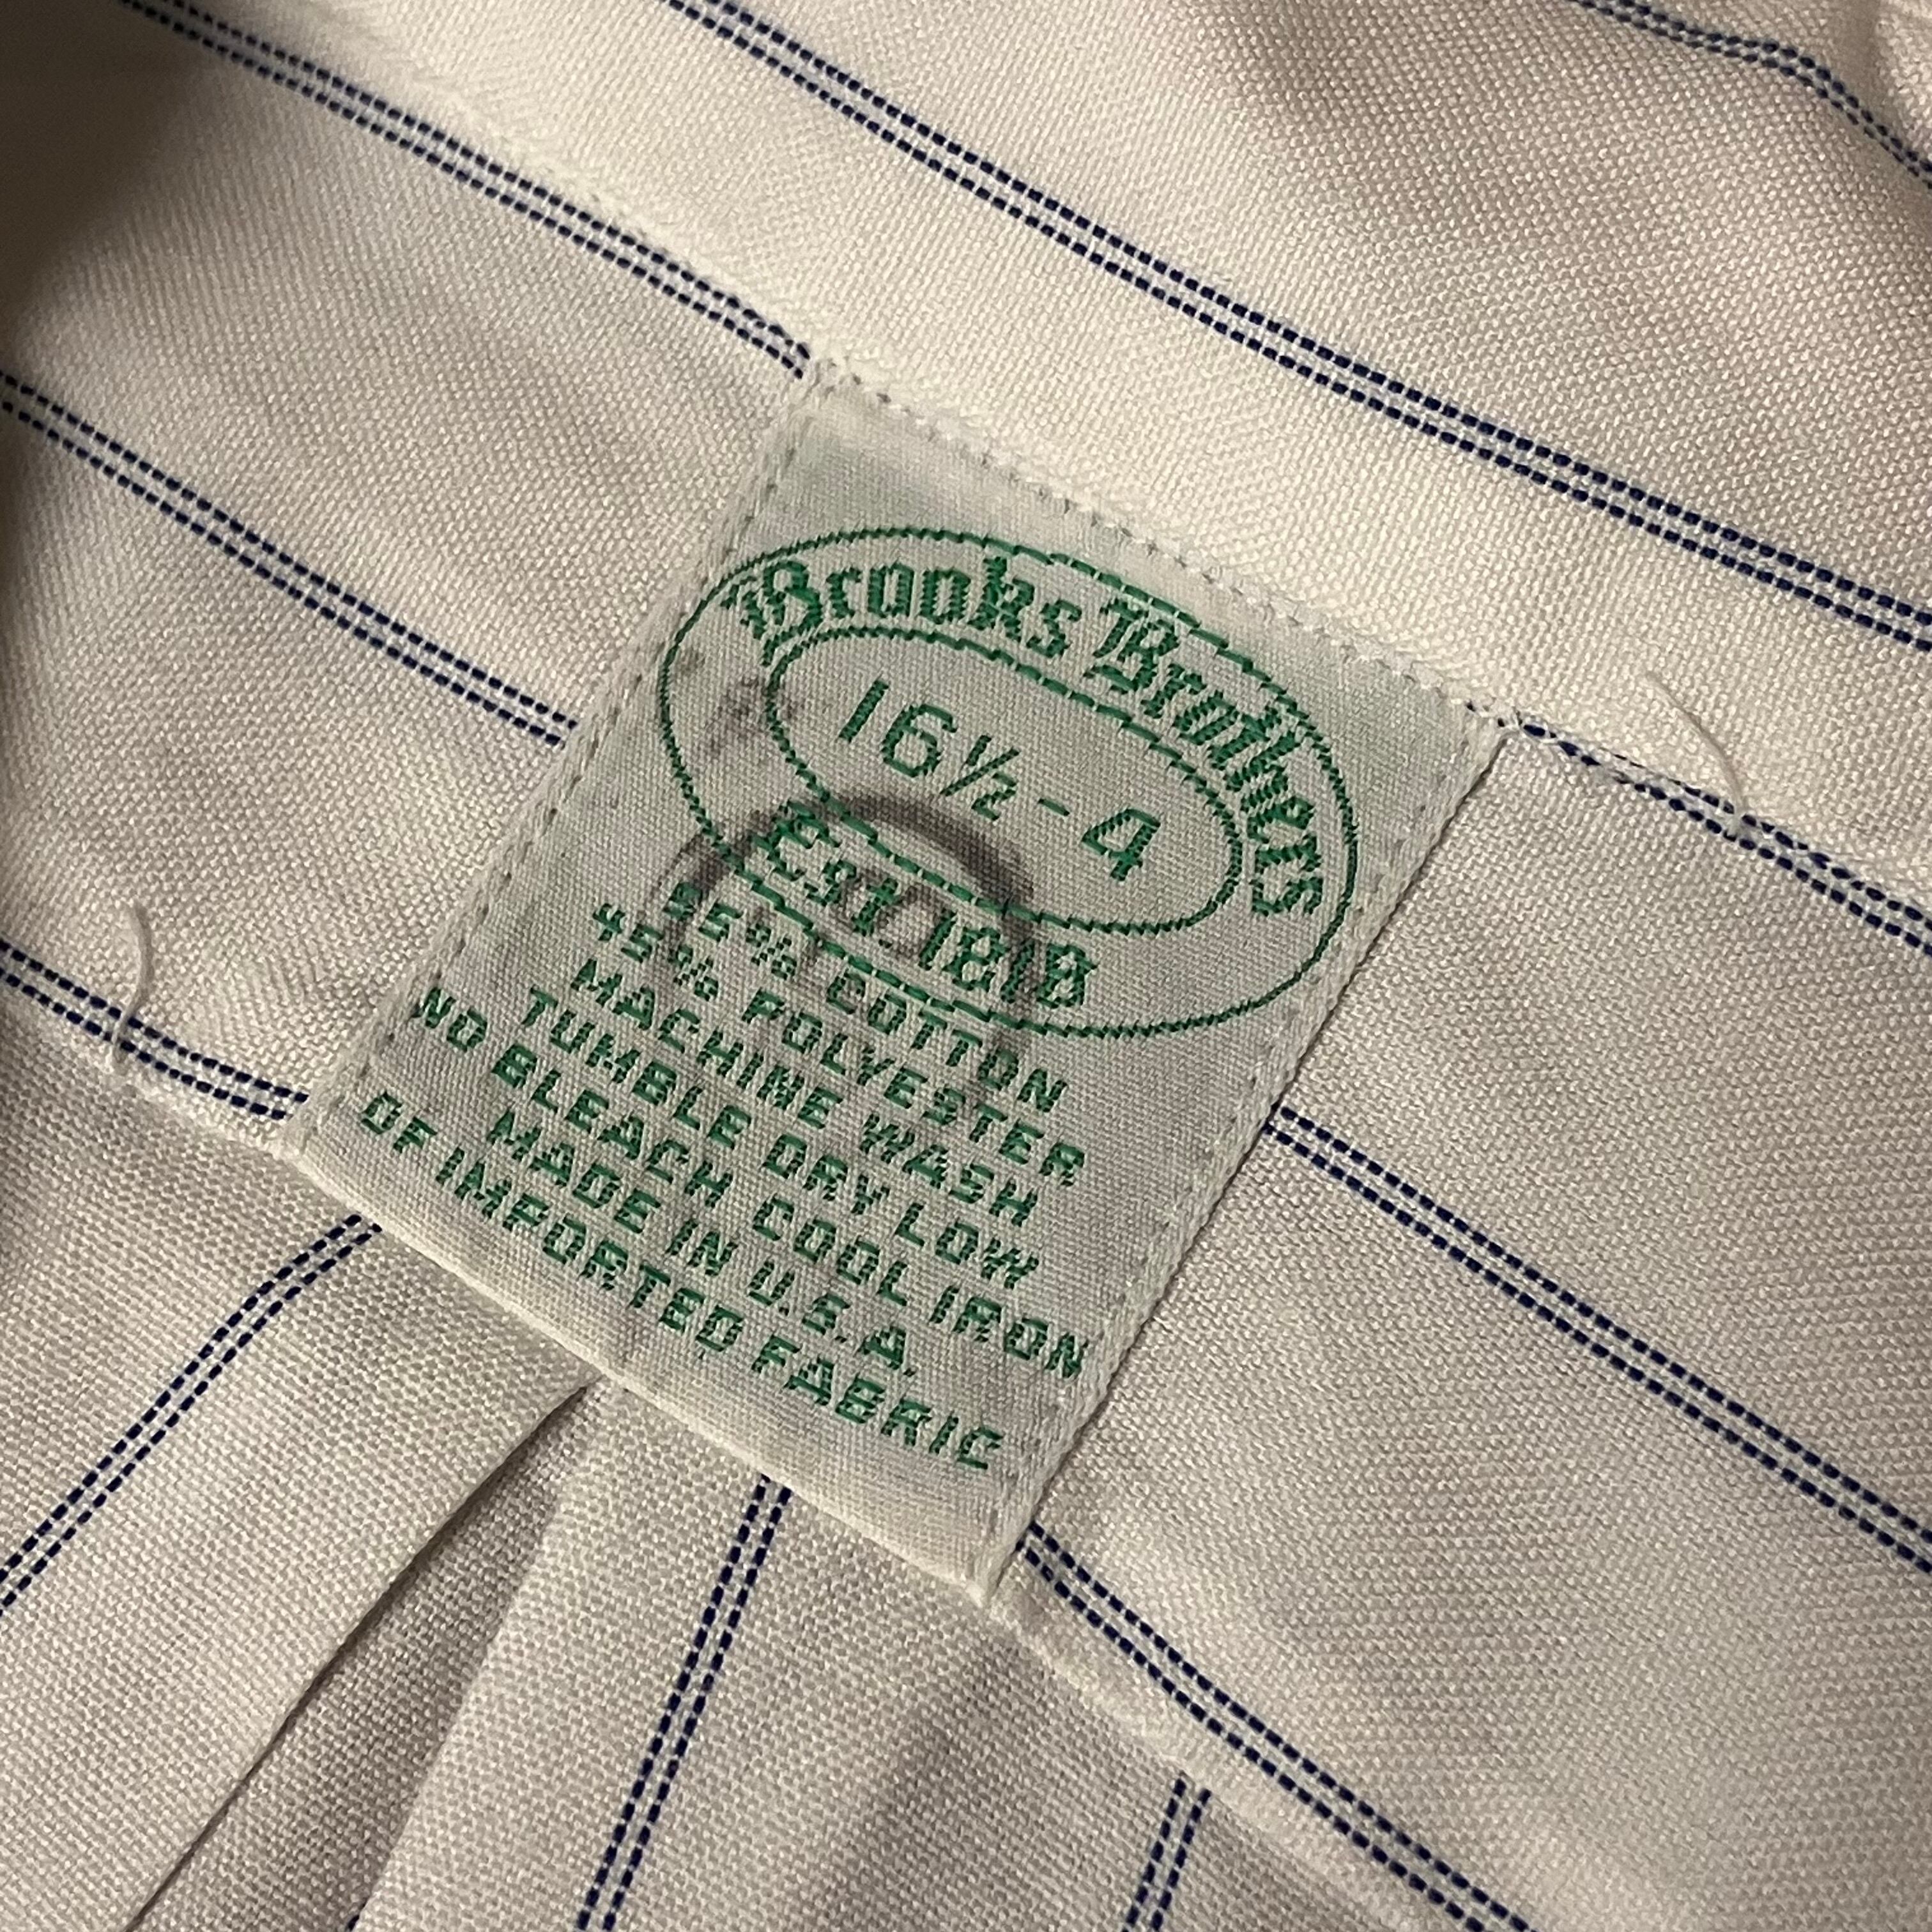 Brooks Brothers
16½-4
Est. 1818
55% COTTON
45% POLYESTER
MACHINE WASH
TUMBLE DRY LOW
NO BLEACH COOL IRON
MADE IN U.S.A.
OF IMPORTED FABRIC